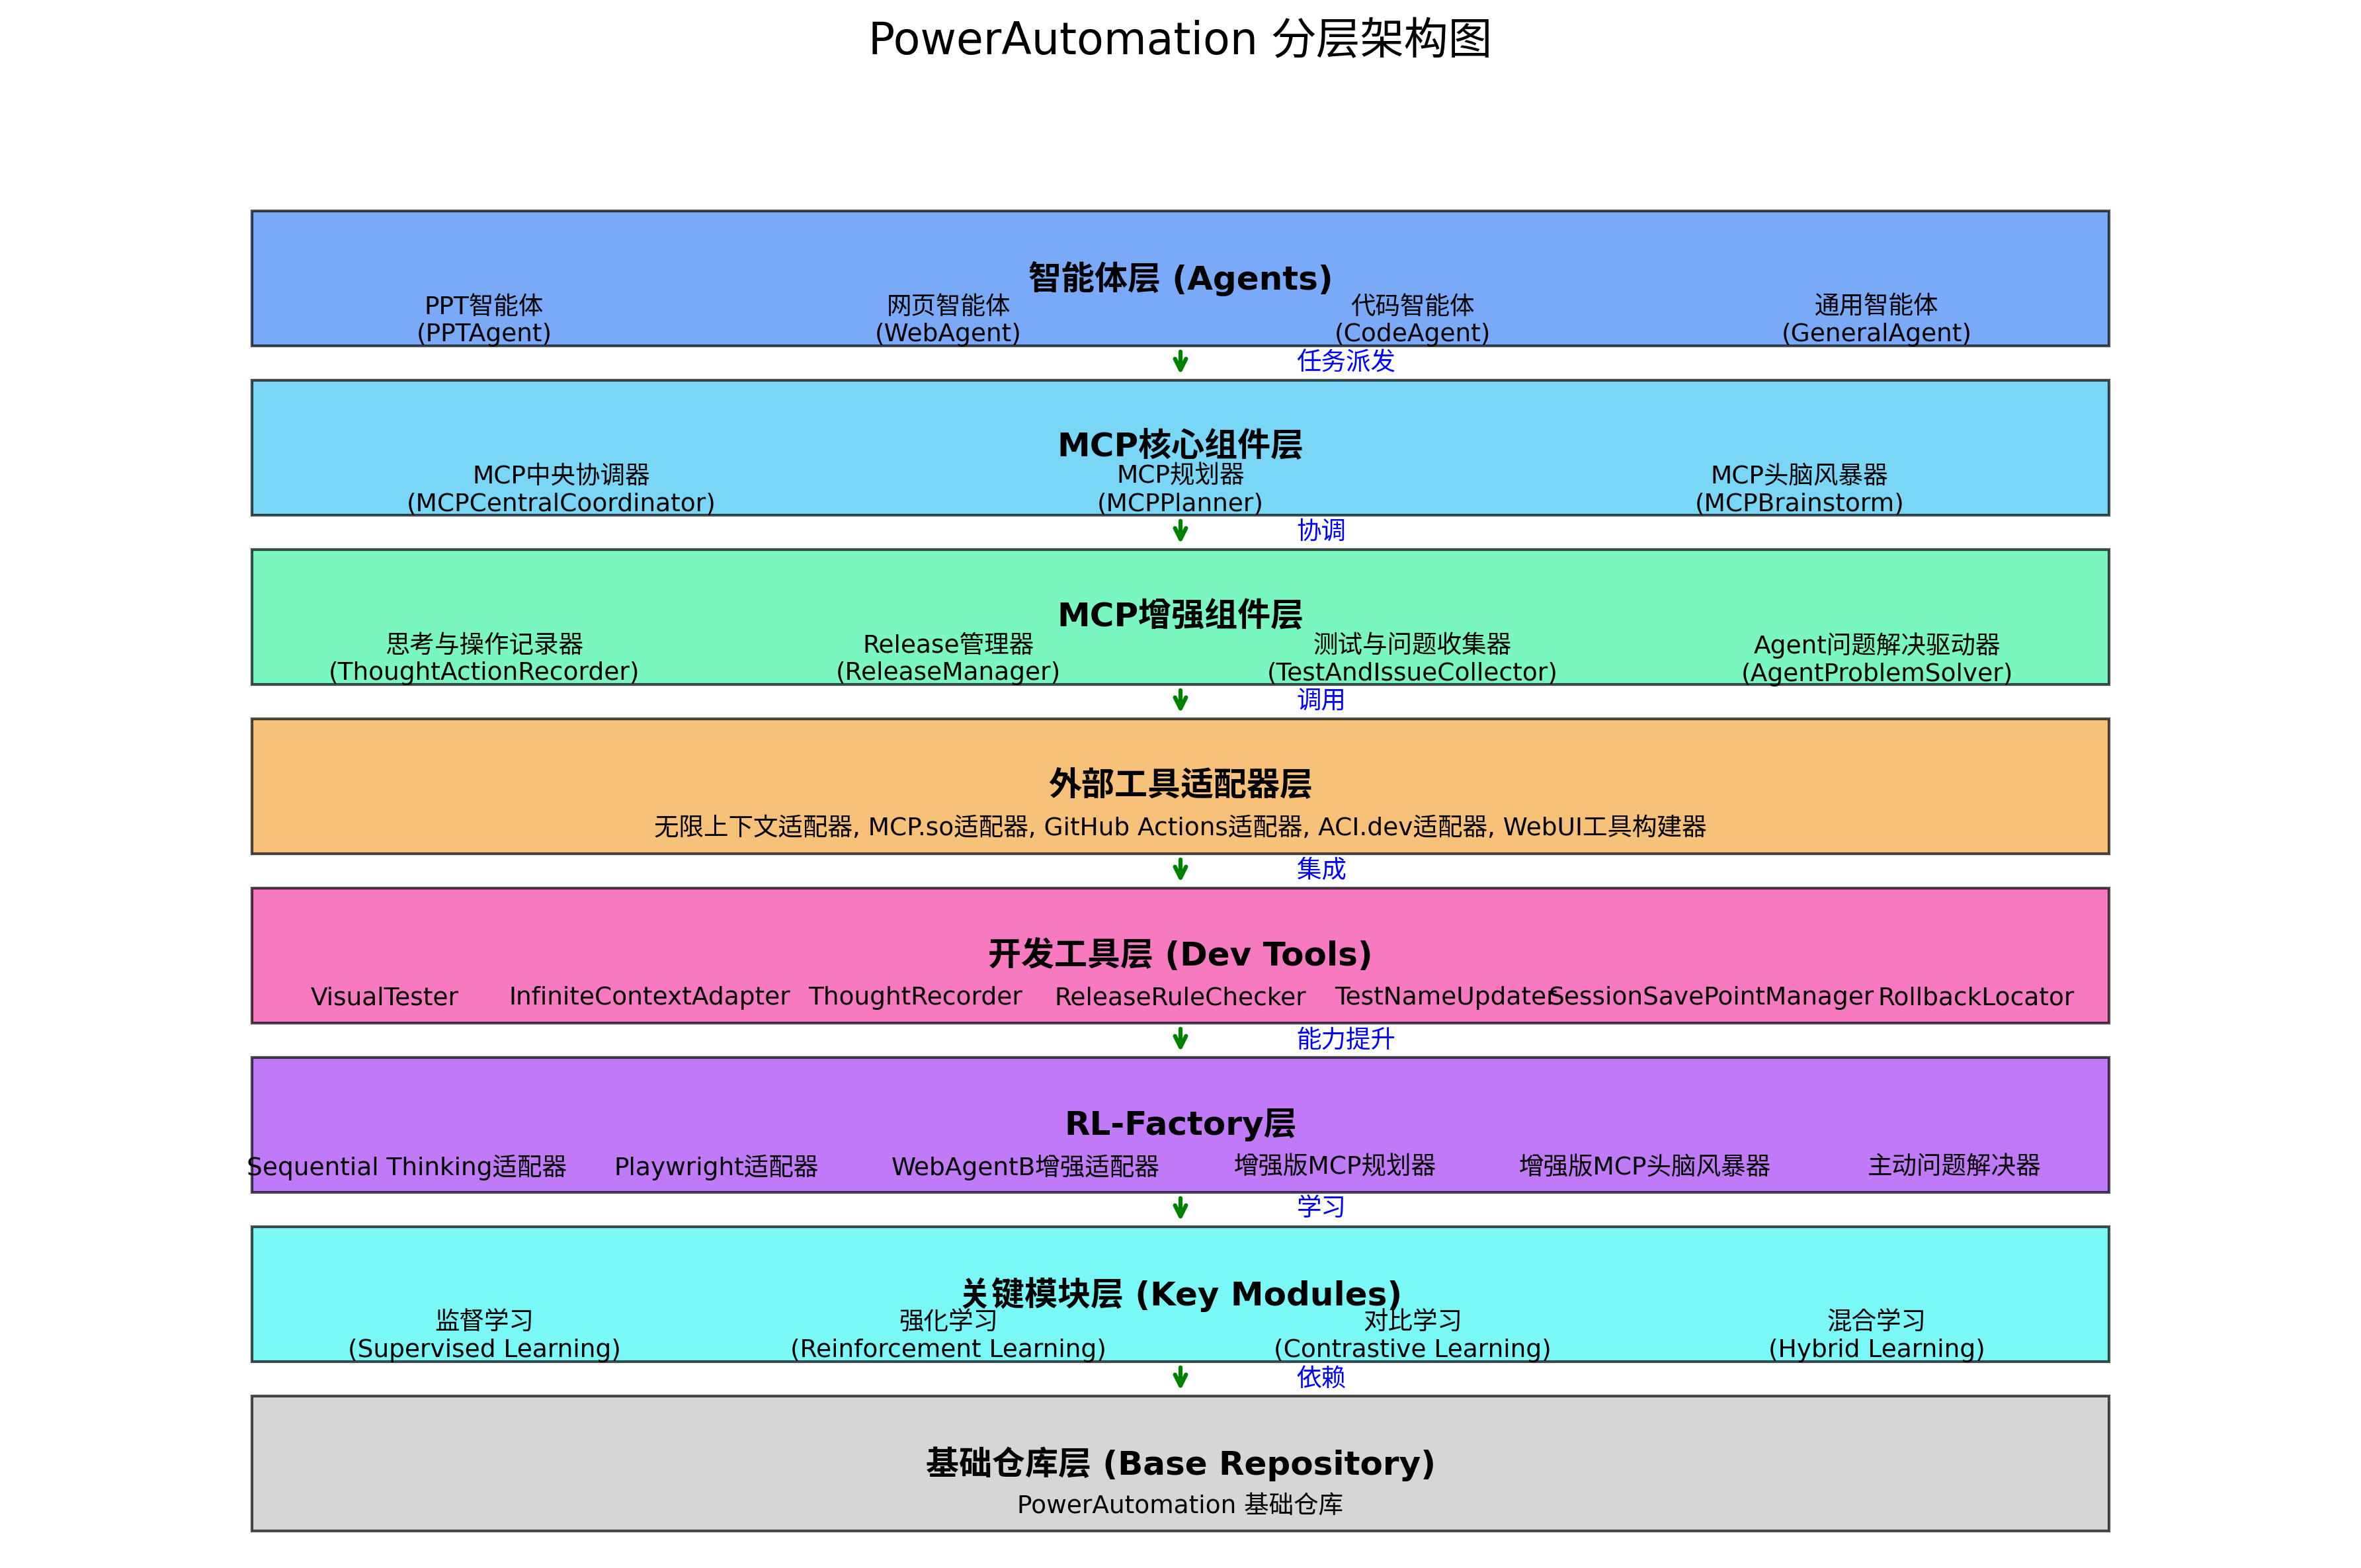 PowerAutomation 分层架构图
智能体层 (Agents)
PPT智能体
(PPTAgent)
网页智能体
(WebAgent)
代码智能体
(CodeAgent)
通用智能体
(GeneralAgent)
任务派发
MCP核心组件层
MCP中央协调器
(MCPCentralCoordinator)
MCP规划器
(MCPPlanner)
MCP头脑风暴器
(MCPBrainstorm)
协调
MCP增强组件层
思考与操作记录器
(ThoughtActionRecorder)
Release管理器
(ReleaseManager)
测试与问题收集器
(TestAndIssueCollector)
Agent问题解决驱动器
(AgentProblemSolver)
调用
外部工具适配器层
无限上下文适配器, MCP.so适配器, GitHub Actions适配器, ACI.dev适配器, WebUI工具构建器
集成
开发工具层 (Dev Tools)
VisualTester
InfiniteContextAdapter
ThoughtRecorder
ReleaseRuleChecker
TestNameUpdater
SessionSavePointManager
RollbackLocator
能力提升
RL-Factory层
Sequential Thinking适配器
Playwright适配器
WebAgentB增强适配器
增强版MCP规划器
增强版MCP头脑风暴器
主动问题解决器
学习
关键模块层 (Key Modules)
监督学习
(Supervised Learning)
强化学习
(Reinforcement Learning)
对比学习
(Contrastive Learning)
混合学习
(Hybrid Learning)
依赖
基础仓库层 (Base Repository)
PowerAutomation 基础仓库